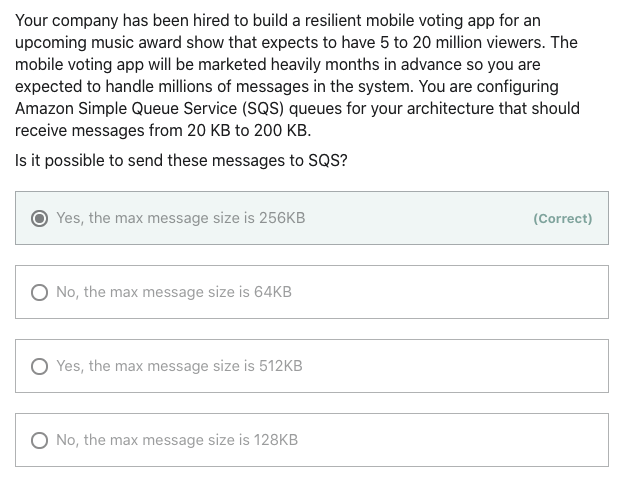 Your company has been hired to build a resilient mobile voting app for an
upcoming music award show that expects to have 5 to 20 million viewers. The
mobile voting app will be marketed heavily months in advance so you are
expected to handle millions of messages in the system. You are configuring
Amazon Simple Queue Service (SQS) queues for your architecture that should
receive messages from 20 KB to 200 KB.
Is it possible to send these messages to SQS?
Yes, the max message size is 256KB (Correct)
No, the max message size is 64KB
Yes, the max message size is 512KB
No, the max message size is 128KB